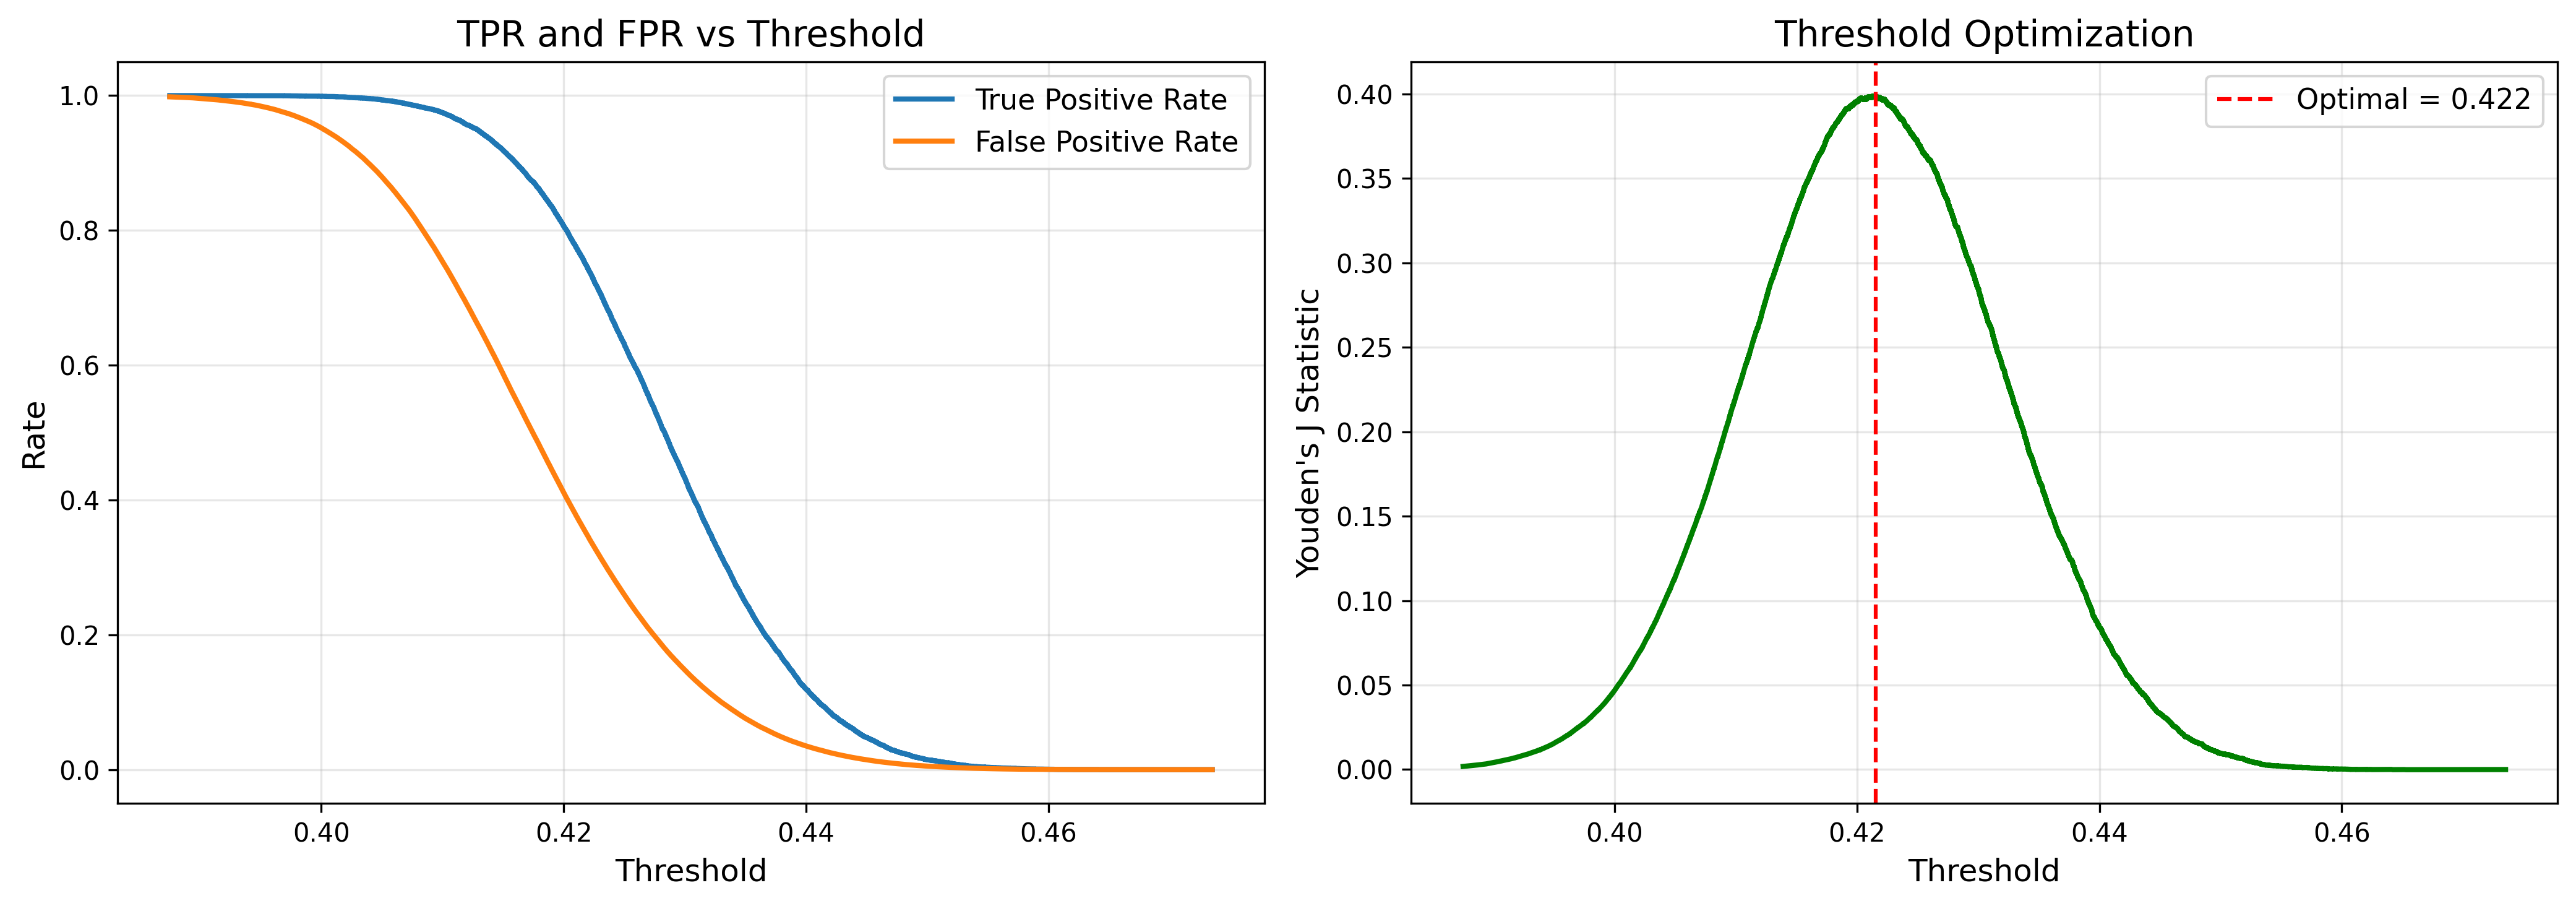 TPR and FPR vs Threshold
True Positive Rate
False Positive Rate
Rate
1.0
0.8
0.6
0.4
0.2
0.0
0.40
0.42
0.44
0.46
Threshold
Threshold Optimization
Optimal = 0.422
Youden's J Statistic
0.40
0.35
0.30
0.25
0.20
0.15
0.10
0.05
0.00
0.40
0.42
0.44
0.46
Threshold